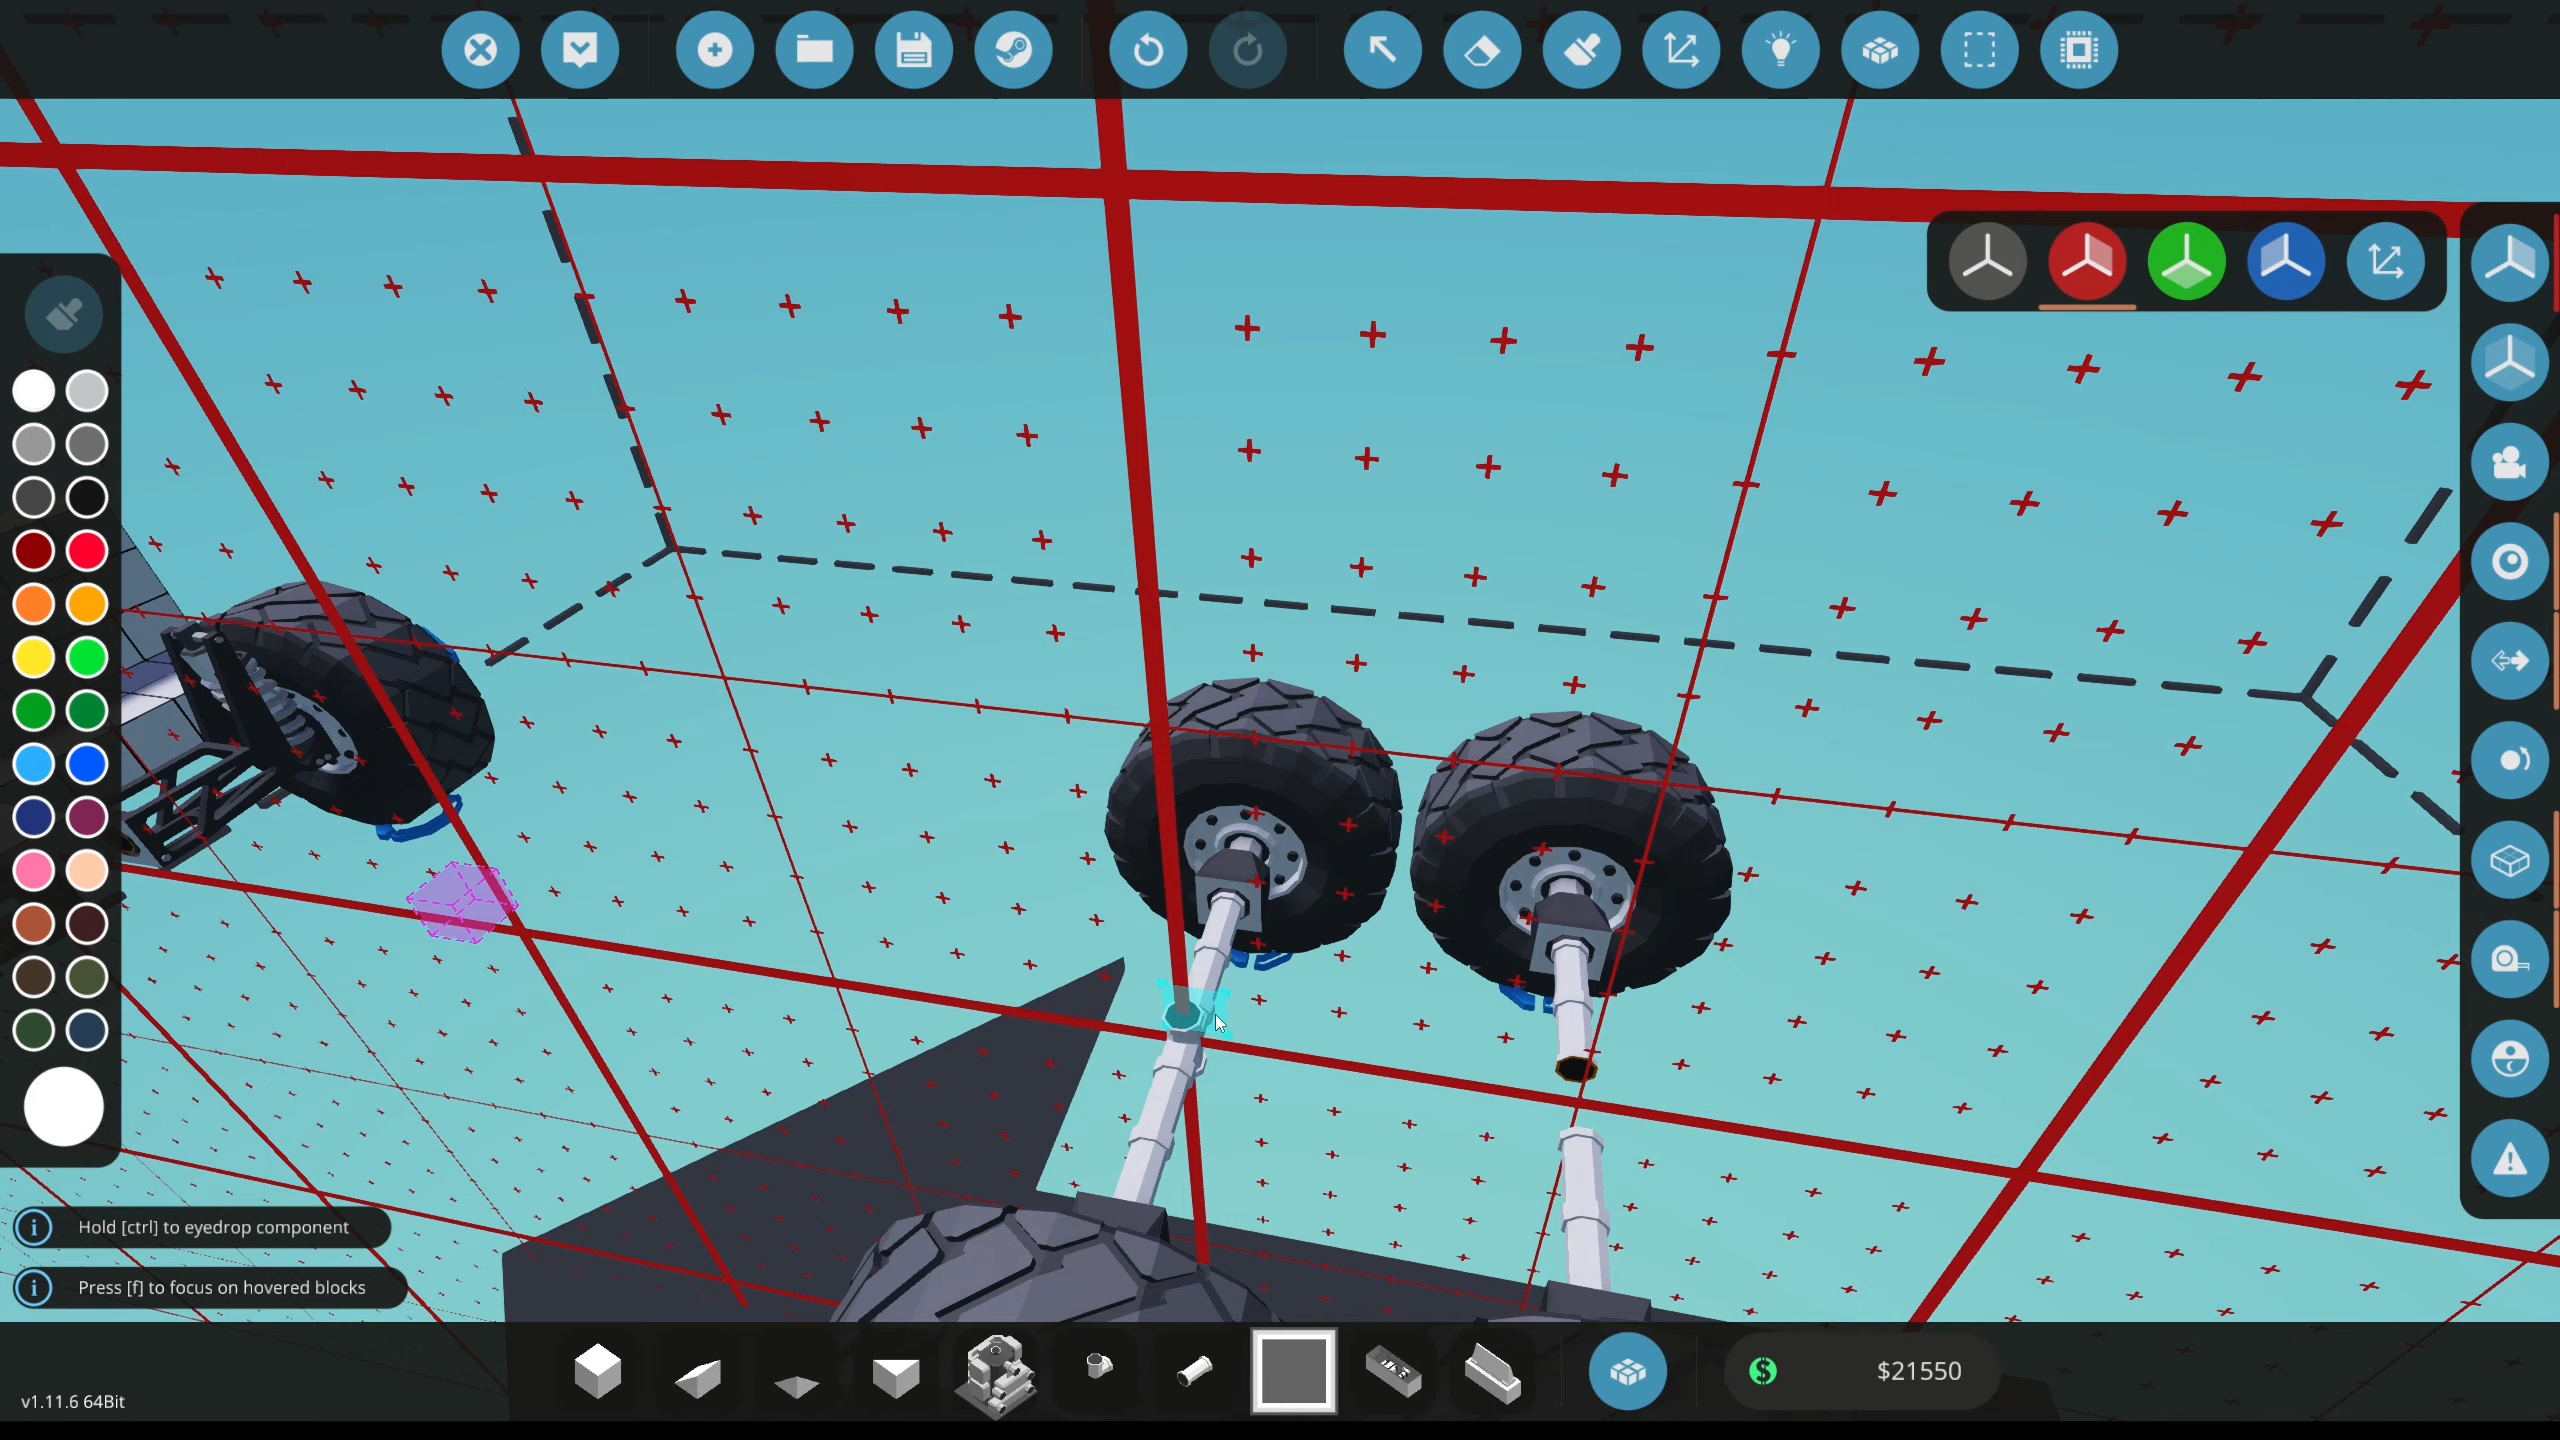 Hold [ctrl] to eyedrop component
Press [f] to focus on hovered blocks
$21550
v1.11.6 64Bit